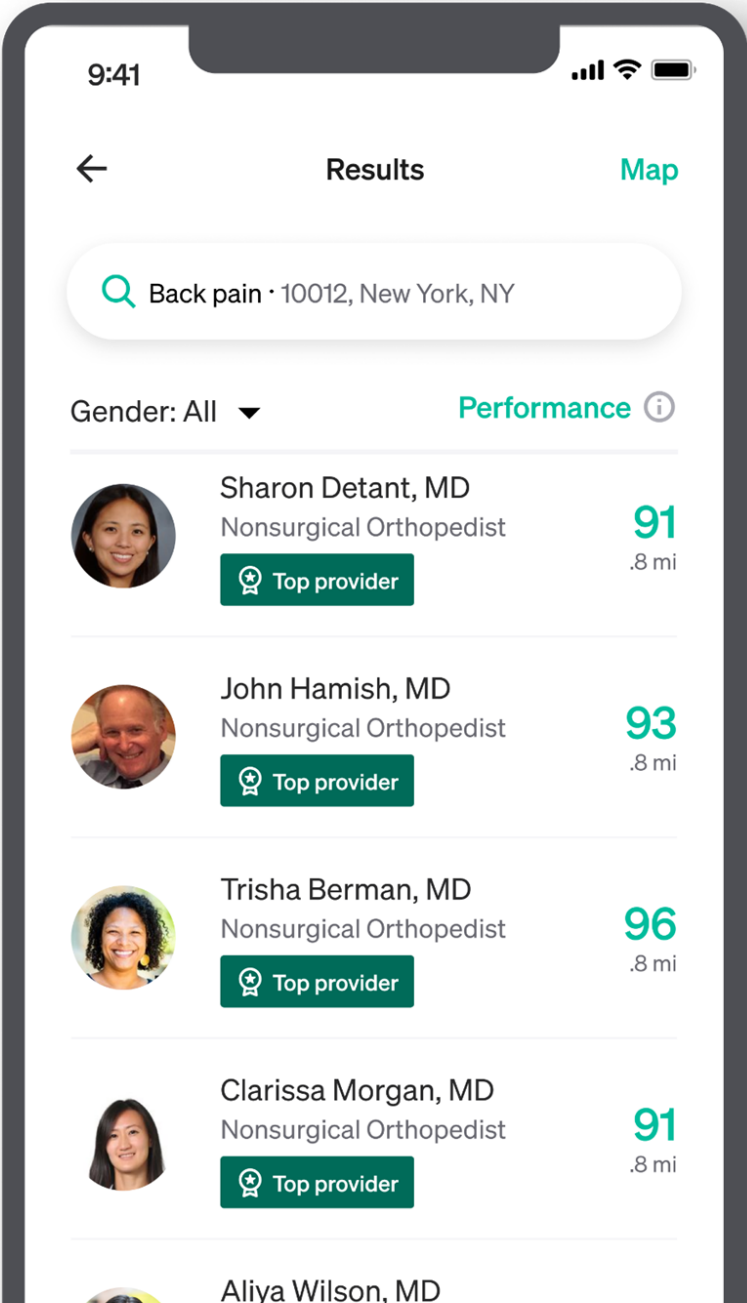 9:41
Results
Map
Back pain · 10012, New York, NY
Gender: All
Performance
Sharon Detant, MD
Nonsurgical Orthopedist
Top provider
91
.8 mi
John Hamish, MD
Nonsurgical Orthopedist
Top provider
93
.8 mi
Trisha Berman, MD
Nonsurgical Orthopedist
Top provider
96
.8 mi
Clarissa Morgan, MD
Nonsurgical Orthopedist
Top provider
91
.8 mi
Aliya Wilson, MD